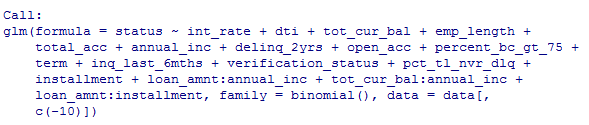 Call:
glm(formula = status ~ int_rate + dti + tot_cur_bal + emp_length +
    total_acc + annual_inc + delinq_2yrs + open_acc + percent_bc_gt_75 +
    term + inq_last_6mths + verification_status + pct_tl_nvr_dlq +
    installment + loan_amnt:annual_inc + tot_cur_bal:annual_inc +
    loan_amnt:installment, family = binomial(), data = data[,
    c(-10)])